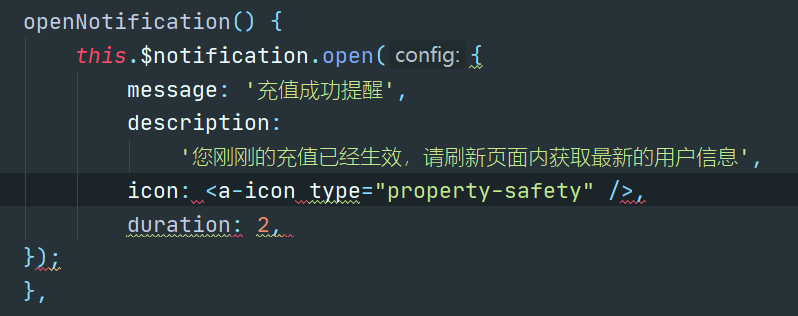 openNotification() {
this.$notification.open( config: {
message: '充值成功提醒',
description:
'您刚刚的充值已经生效，请刷新页面内获取最新的用户信息',
icon: <a-icon type="property-safety" />,
duration: 2,
});
},